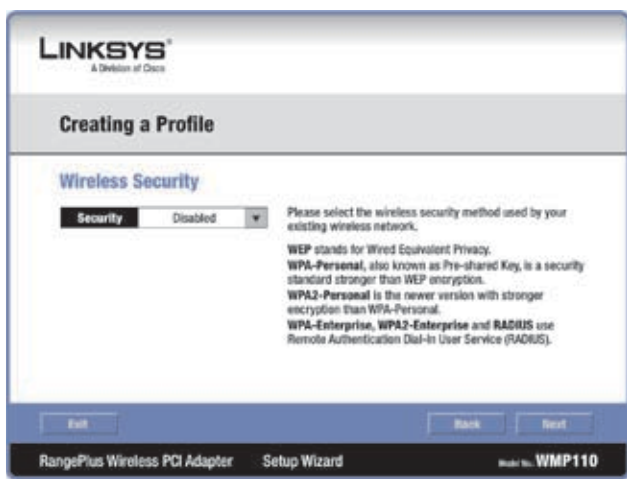 LINKSYS®
A Division of Cisco
Creating a Profile
Wireless Security
Security Disabled
Please select the wireless security method used by your
existing wireless network.
WEP stands for Wired Equivalent Privacy.
WPA-Personal, also known as Pre-shared Key, is a security
standard stronger than WEP encryption.
WPA2-Personal is the newer version with stronger
encryption than WPA-Personal.
WPA-Enterprise, WPA2-Enterprise and RADIUS use
Remote Authentication Dial-In User Service (RADIUS).
Exit Back Next
RangePlus Wireless PCI Adapter Setup Wizard Model No. WMP110